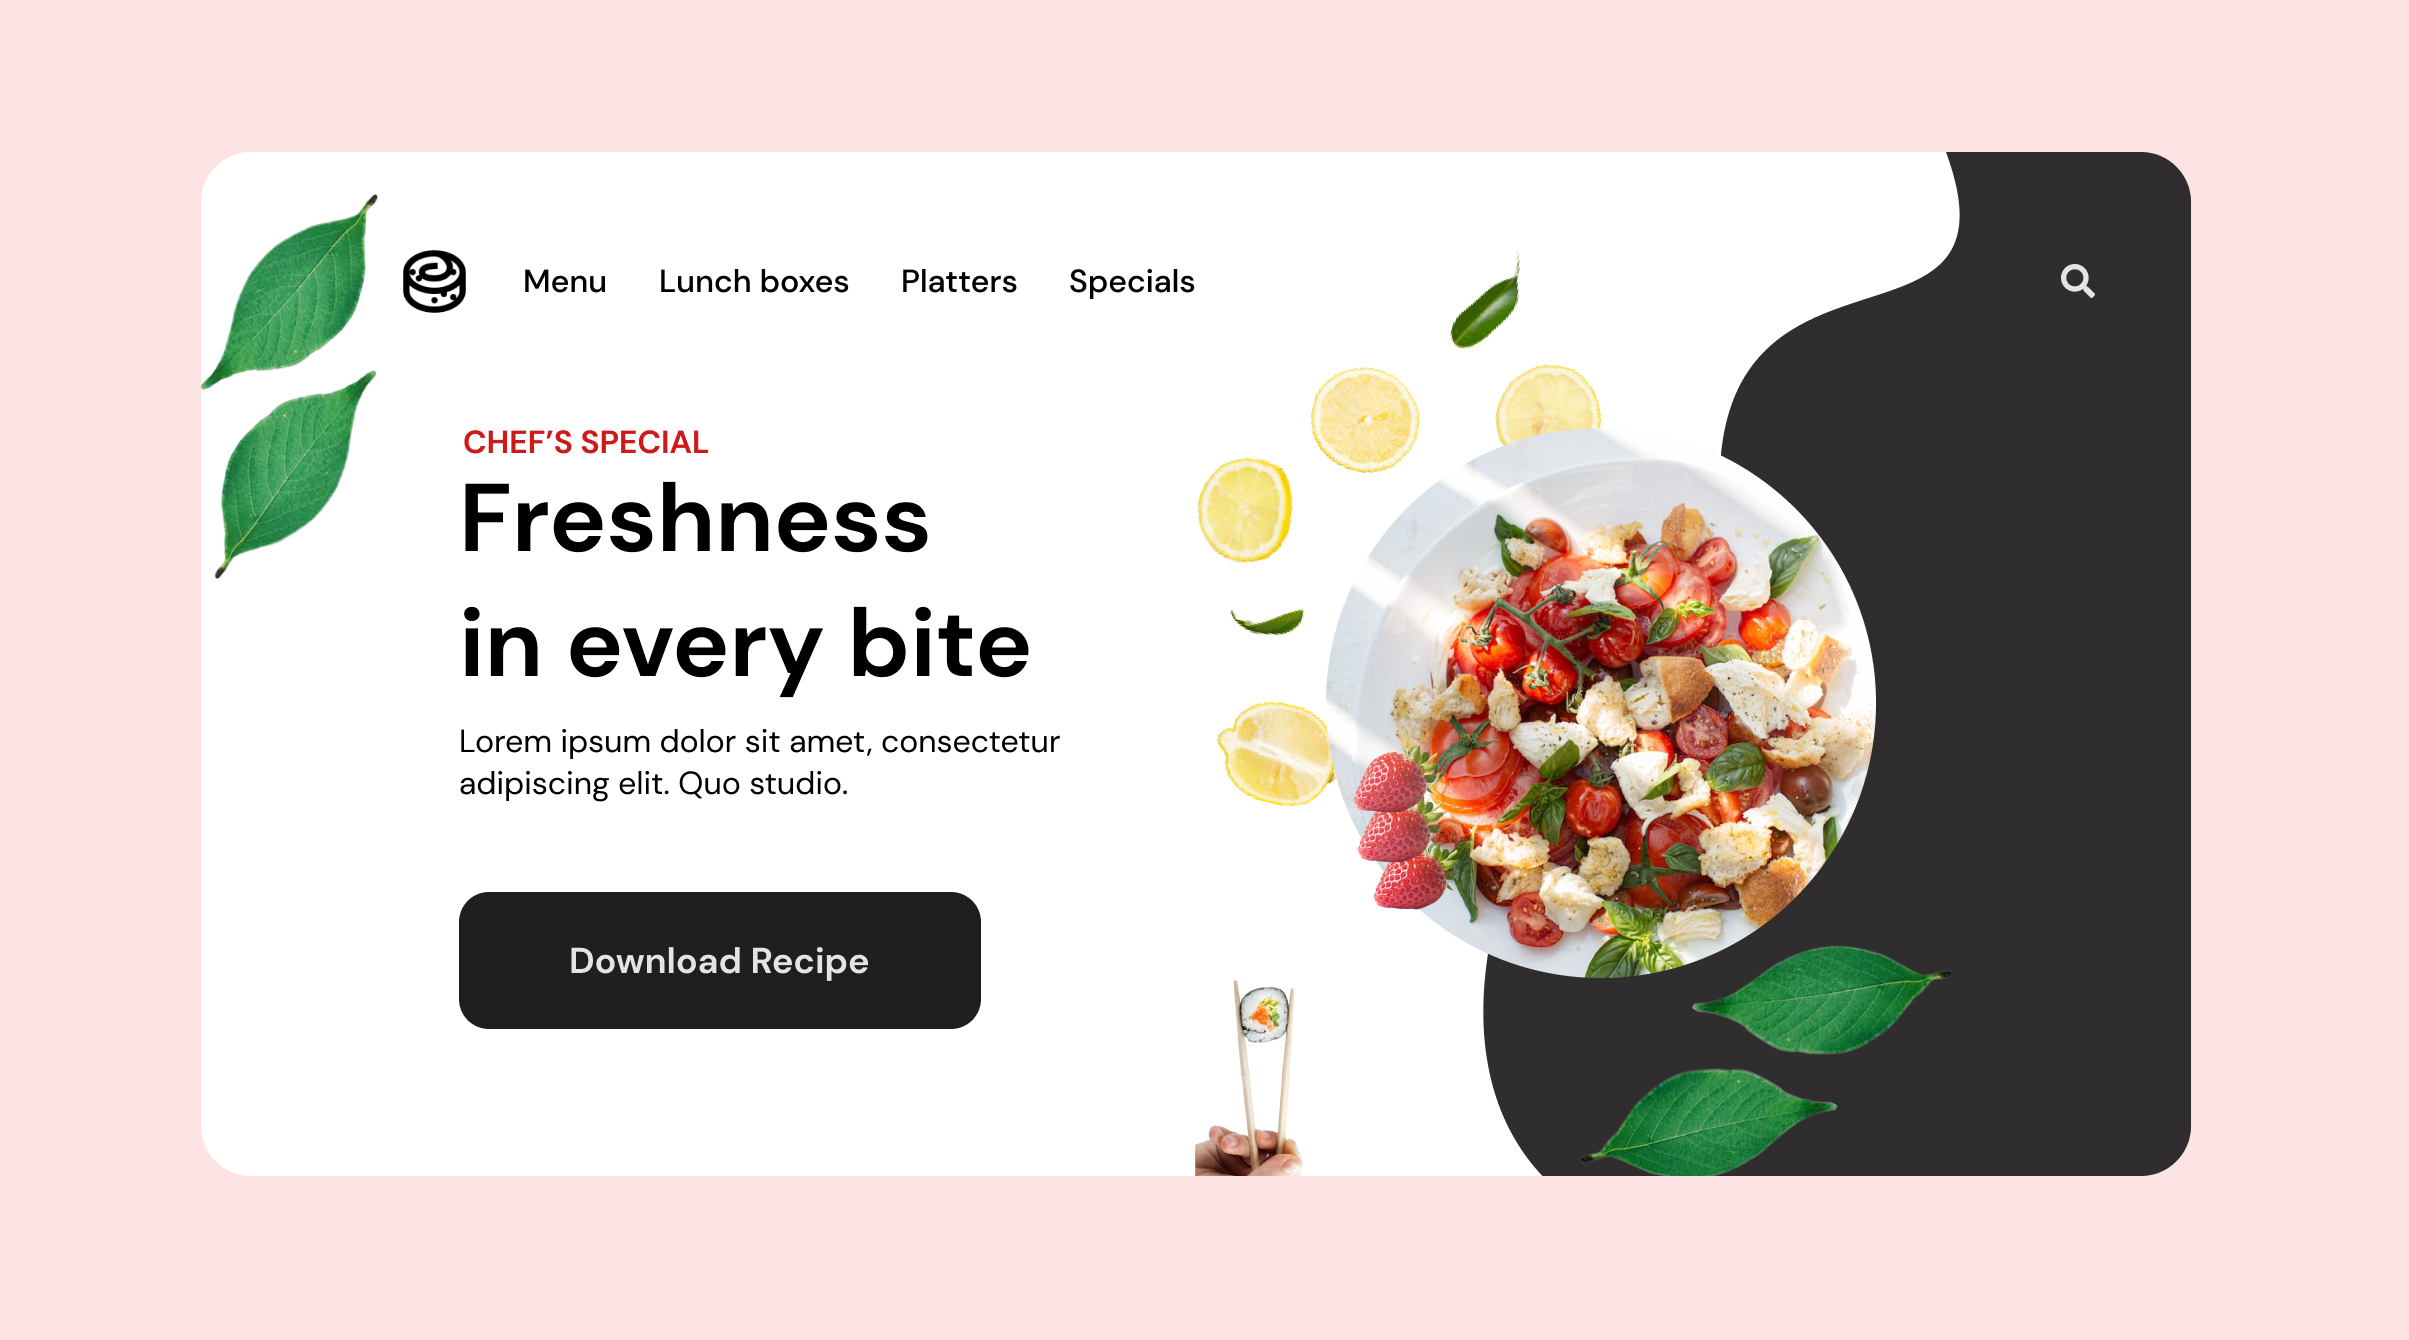 Menu
Lunch boxes
Platters
Specials
CHEF’S SPECIAL
Freshness
in every bite
Lorem ipsum dolor sit amet, consectetur
adipiscing elit. Quo studio.
Download Recipe